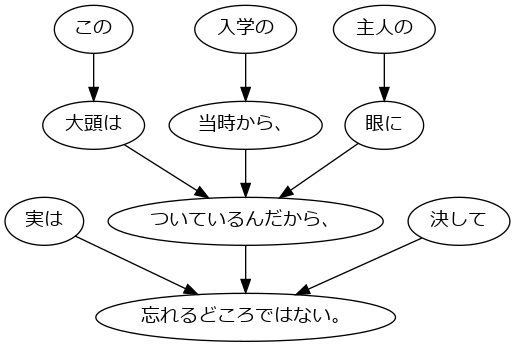 この
入学の
主人の
大頭は
当時から、
眼に
実は
ついているんだから、
決して
忘れるどころではない。